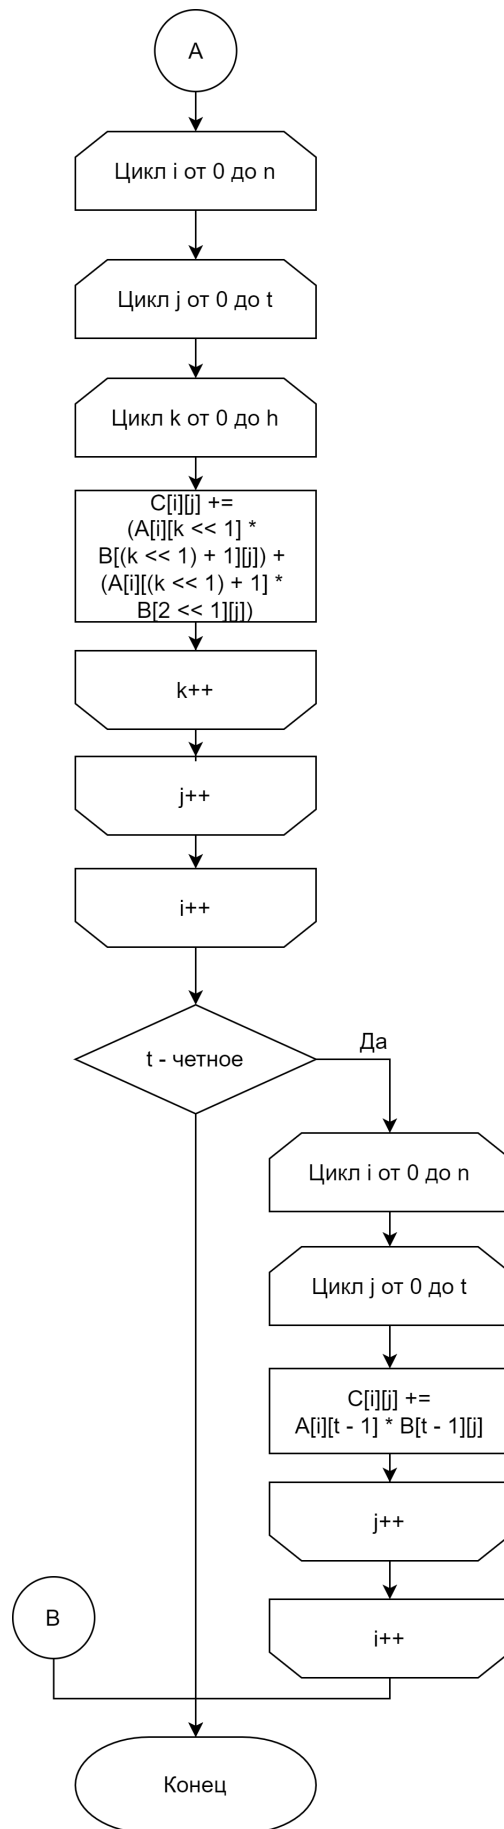 A
Цикл i от 0 до n
Цикл j от 0 до t
Цикл k от 0 до h
C[i][j] +=
(A[i][k << 1] *
B[(k << 1) + 1][j]) +
(A[i][(k << 1) + 1] *
B[2 << 1][j])
k++
j++
i++
t - четное
Да
Цикл i от 0 до n
Цикл j от 0 до t
C[i][j] +=
A[i][t - 1] * B[t - 1][j]
j++
i++
B
Конец